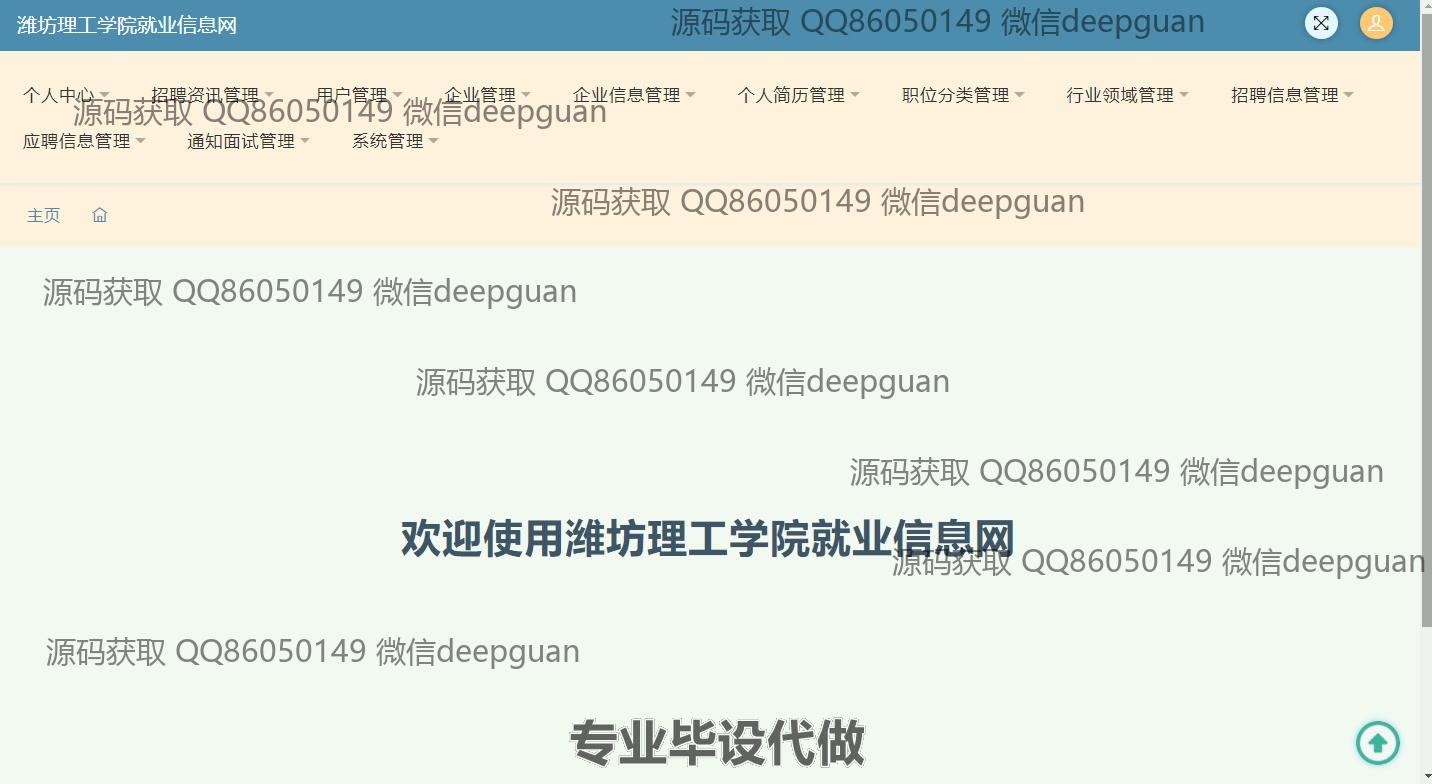 潍坊理工学院就业信息网
源码获取 QQ86050149 微信deepguan
个人中心 招聘资讯管理 用户管理 企业管理 企业信息管理 个人简历管理 职位分类管理 行业领域管理 招聘信息管理
源码获取 QQ86050149 微信deepguan
应聘信息管理 通知面试管理 系统管理
源码获取 QQ86050149 微信deepguan
主页
源码获取 QQ86050149 微信deepguan
源码获取 QQ86050149 微信deepguan
源码获取 QQ86050149 微信deepguan
欢迎使用潍坊理工学院就业信息网
源码获取 QQ86050149 微信deepguan
源码获取 QQ86050149 微信deepguan
专业毕设代做